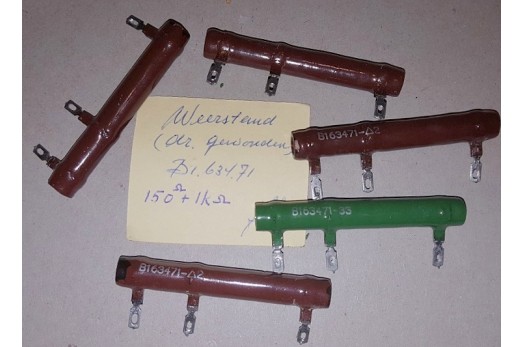 Weerstand
(dr. gewonden)
B1.634.71
150Ω + 1kΩ
B163471-Δ2
B163471-33
B163471-Δ2